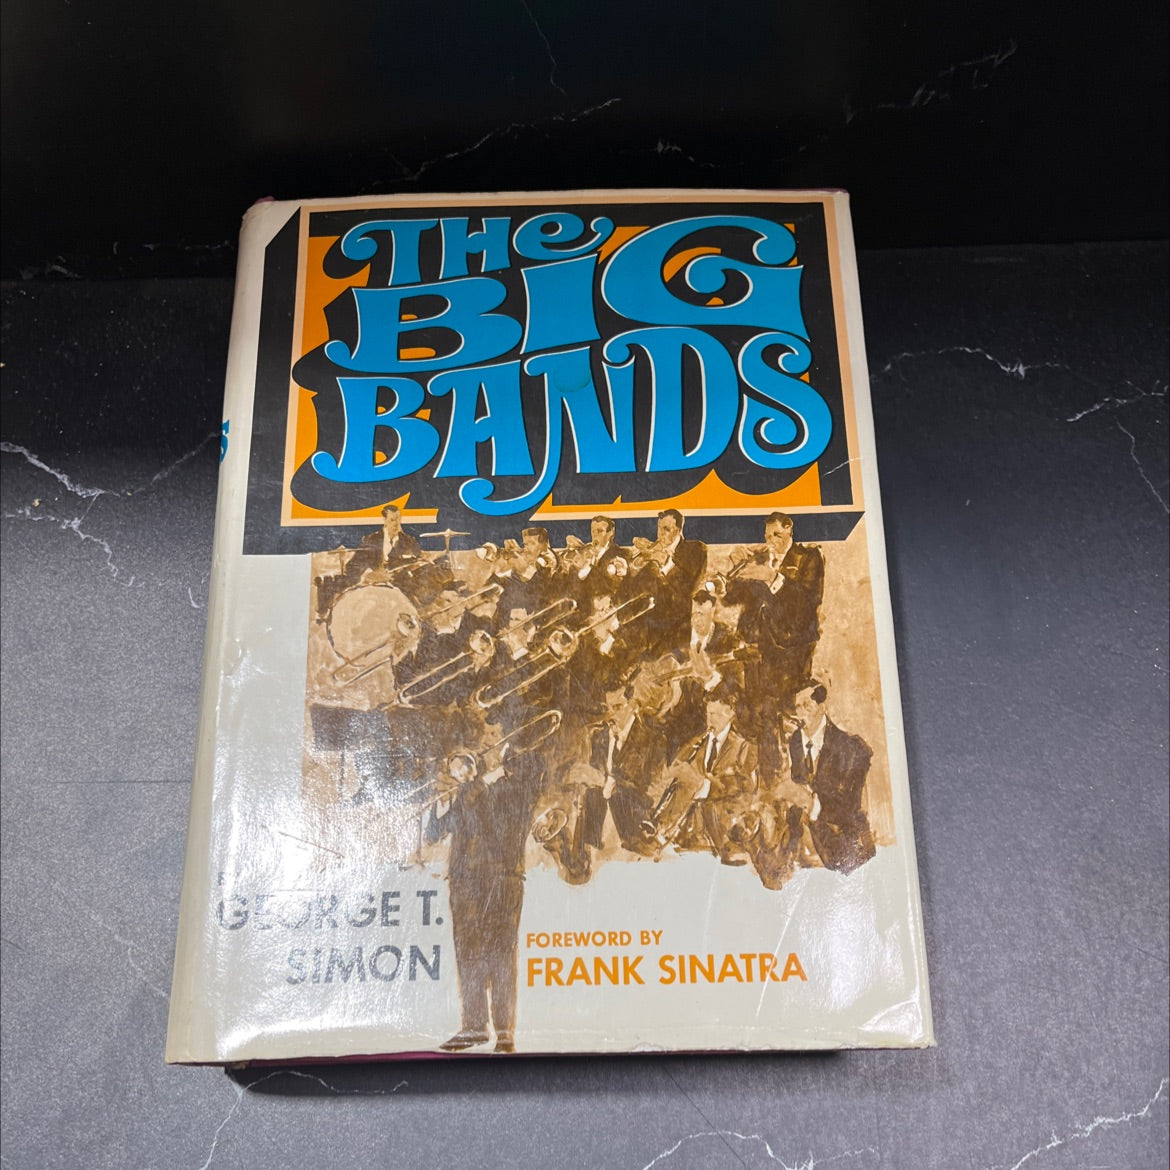 THE
BIG
BANDS
GEORGE T.
SIMON
FOREWORD BY
FRANK SINATRA